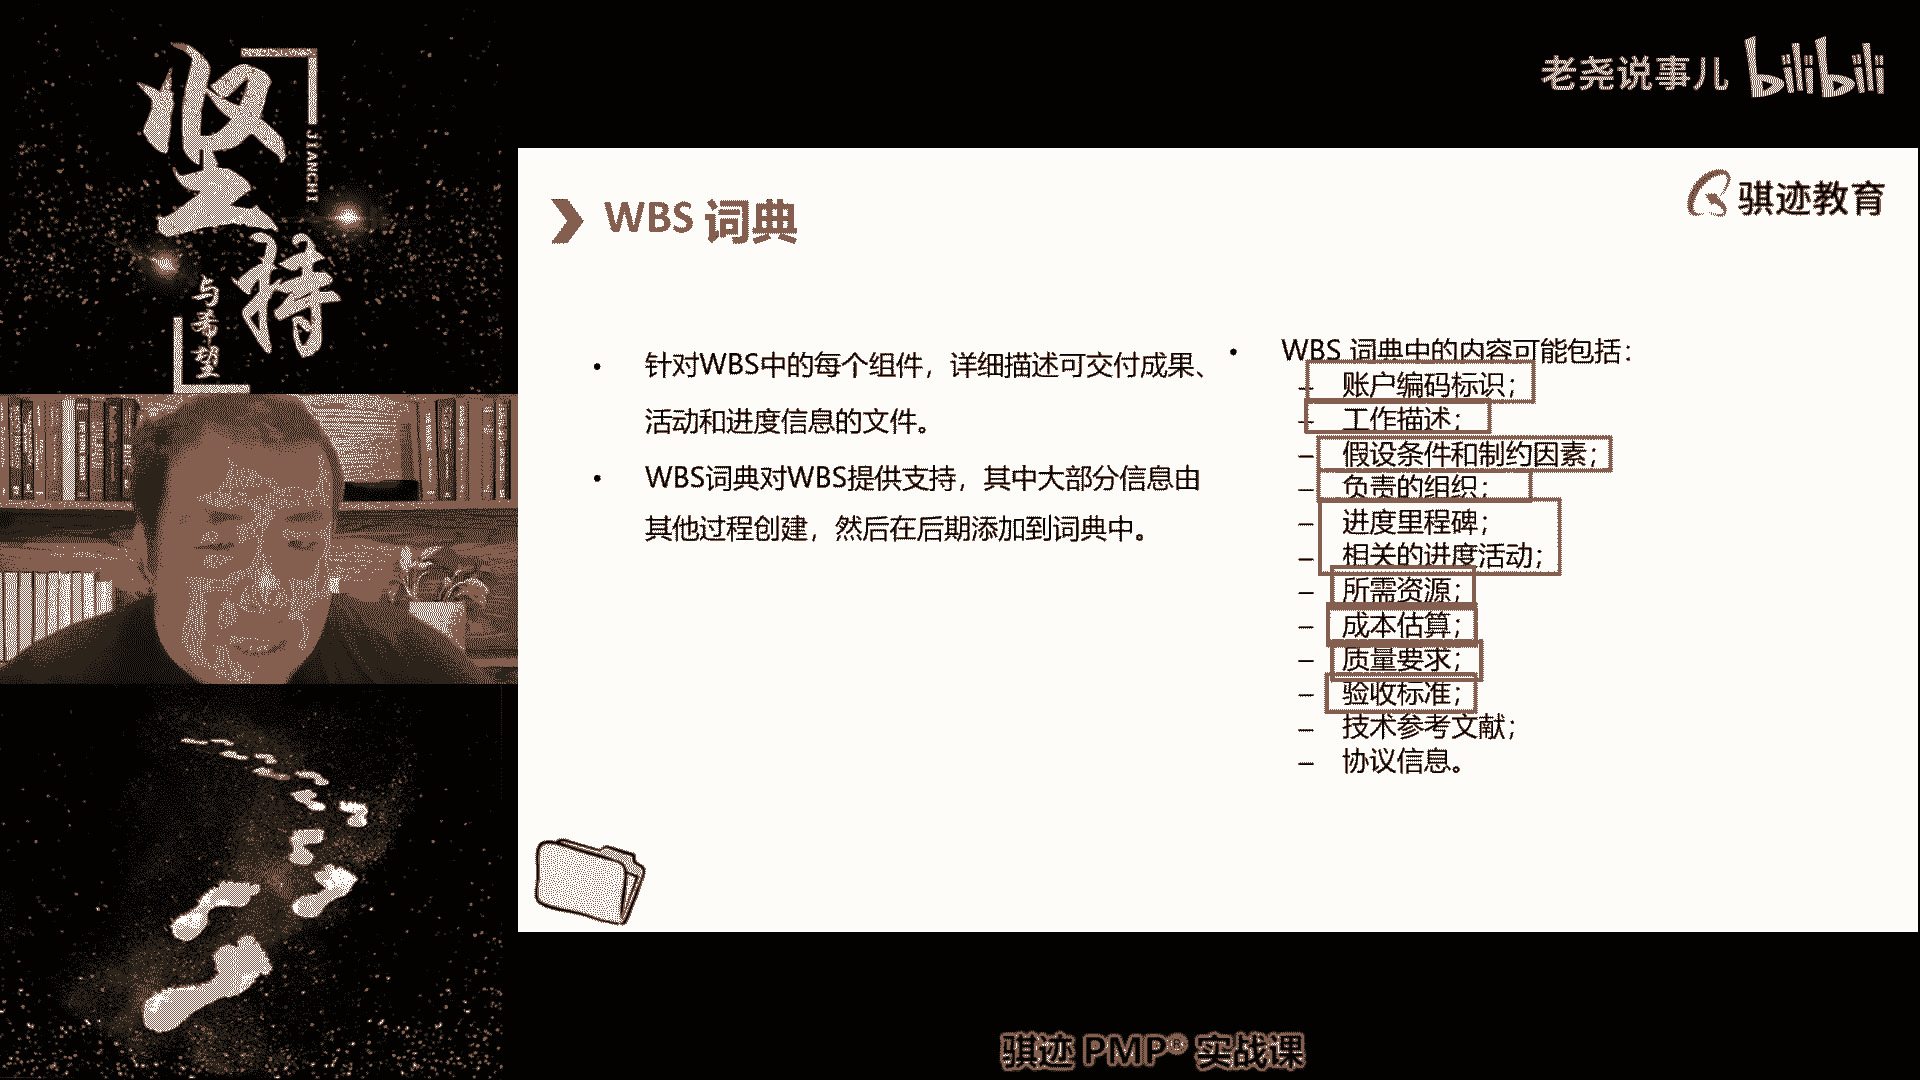 坚持
JIANCHI
与希望
老尧说事儿 bilibili
骐迹教育
WBS 词典
• 针对WBS中的每个组件，详细描述可交付成果、
活动和进度信息的文件。
• WBS词典对WBS提供支持，其中大部分信息由
其他过程创建，然后在后期添加到词典中。
• WBS 词典中的内容可能包括：
– 账户编码标识；
– 工作描述；
– 假设条件和制约因素；
– 负责的组织；
– 进度里程碑；
– 相关的进度活动；
– 所需资源；
– 成本估算；
– 质量要求；
– 验收标准；
– 技术参考文献；
– 协议信息。
骐迹 PMP® 实战课